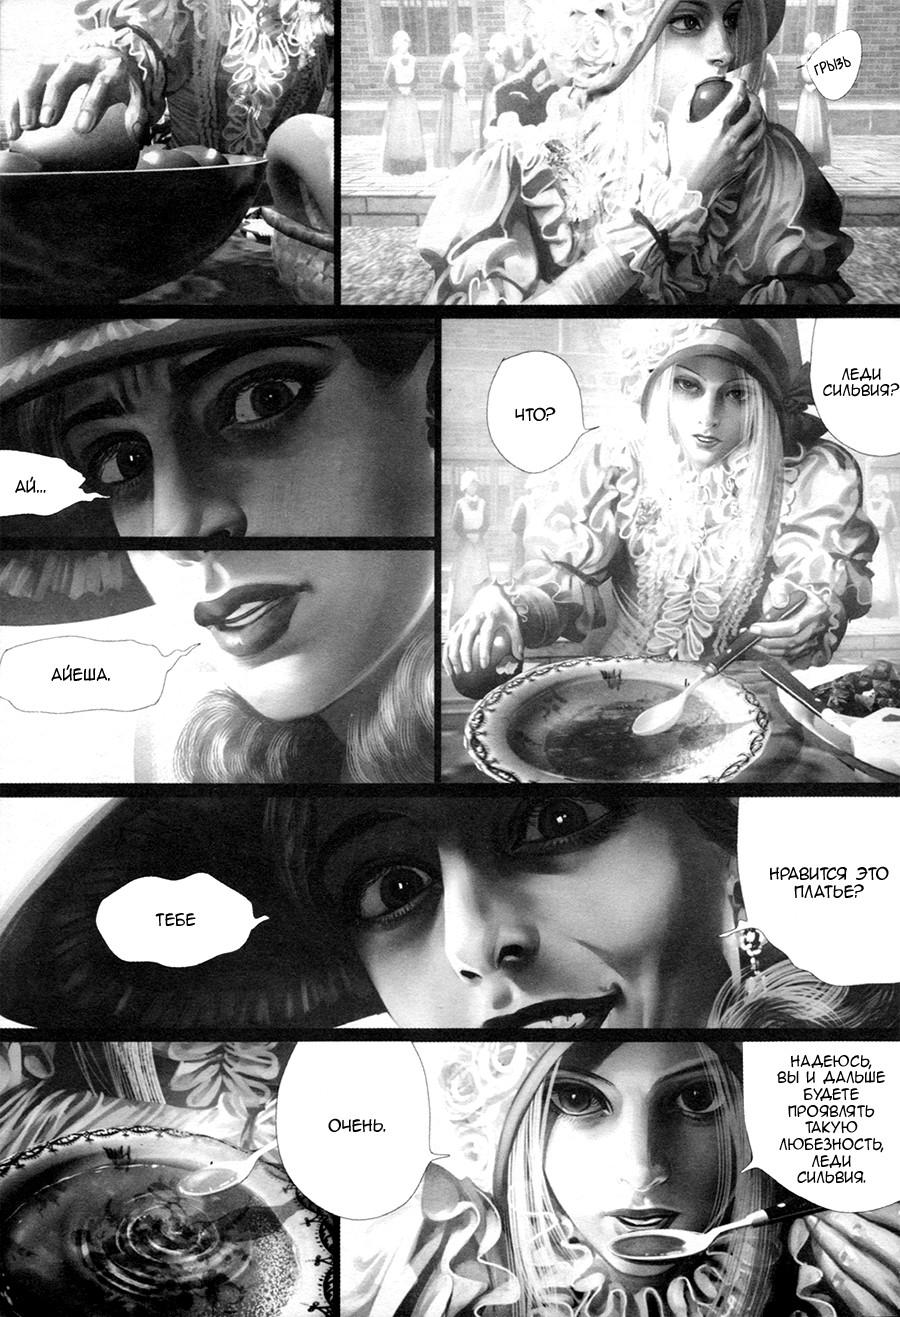 ГРЫЗЬ
АЙ...
АЙЕША.
ЧТО?
ЛЕДИ
СИЛЬВИЯ?
ТЕБЕ
НРАВИТСЯ ЭТО
ПЛАТЬЕ?
ОЧЕНЬ.
НАДЕЮСЬ,
ВЫ И ДАЛЬШЕ
БУДЕТЕ
ПРОЯВЛЯТЬ
ТАКУЮ
ЛЮБЕЗНОСТЬ,
ЛЕДИ
СИЛЬВИЯ.